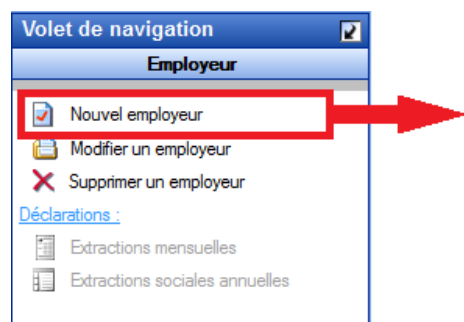 Volet de navigation
Employeur
Nouvel employeur
Modifier un employeur
Supprimer un employeur
Déclarations :
Extractions mensuelles
Extractions sociales annuelles